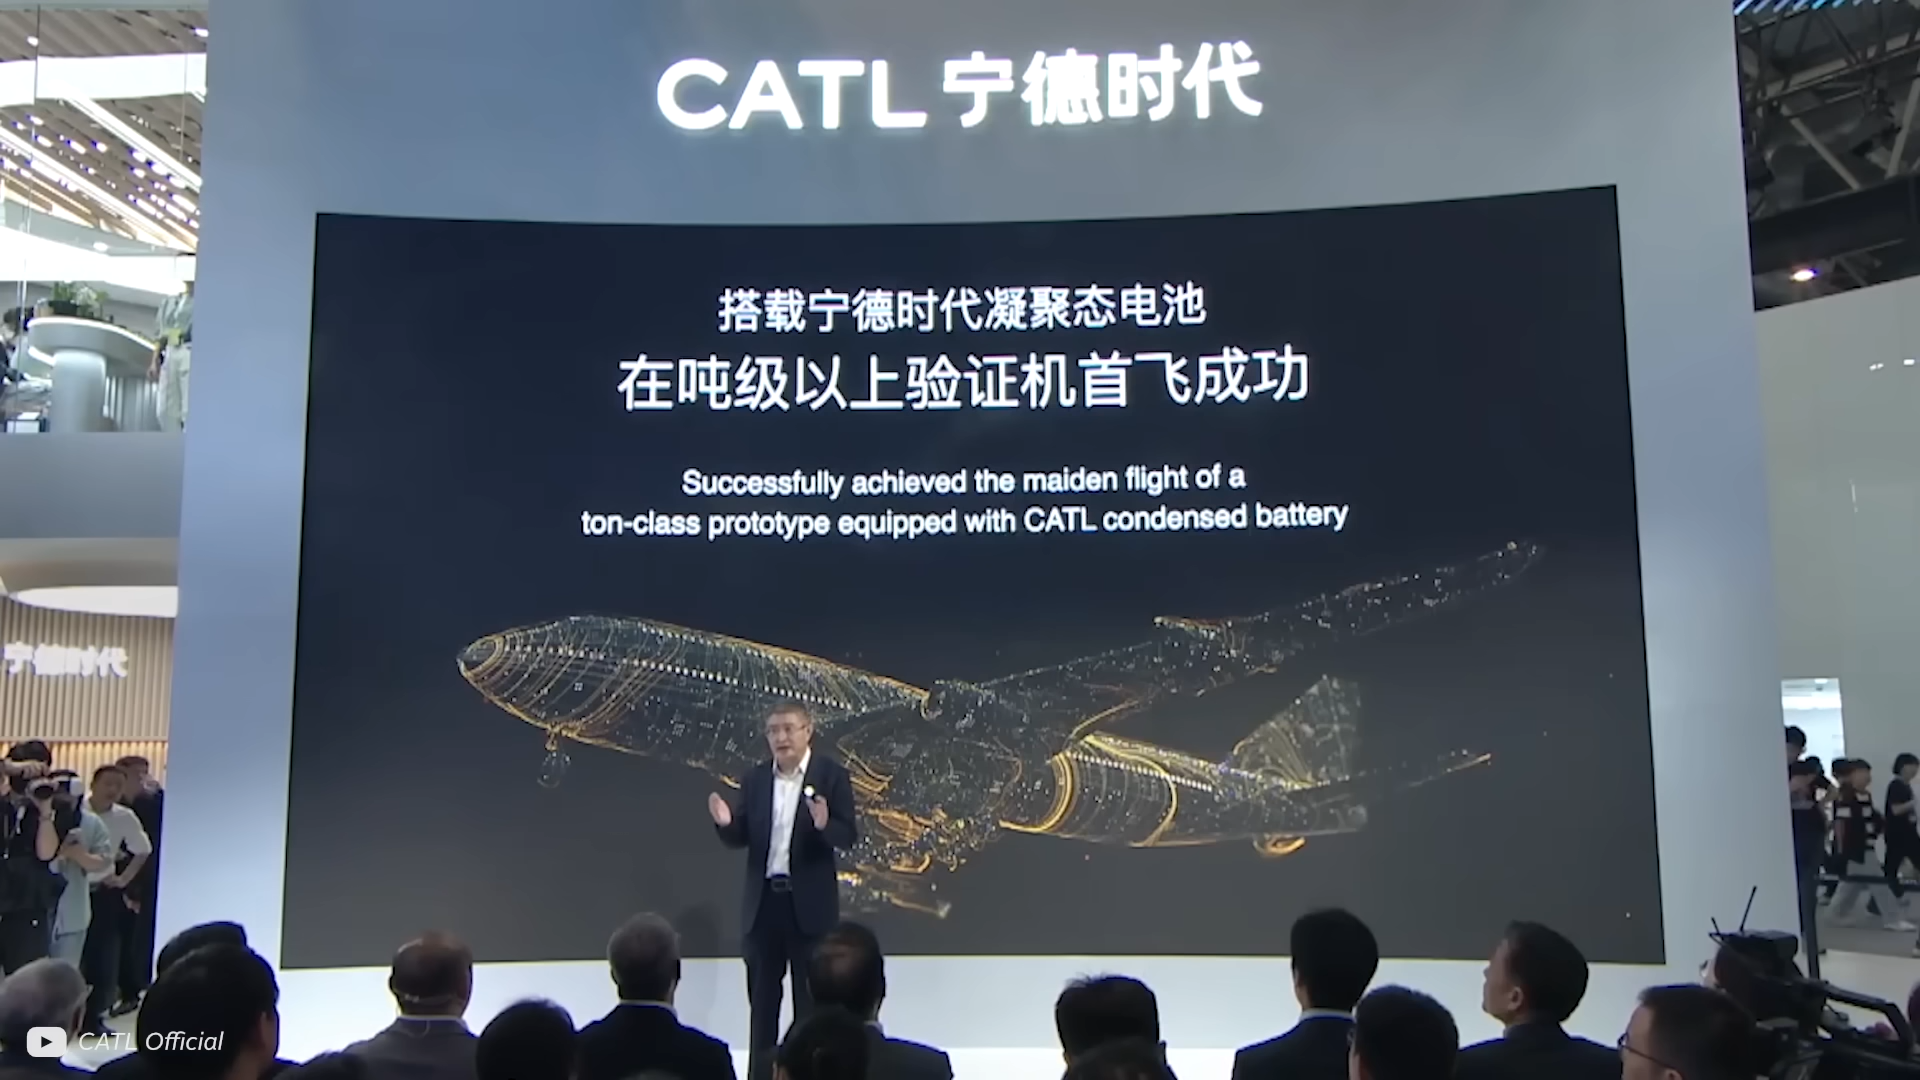 CATL 宁德时代
搭载宁德时代凝聚态电池
在吨级以上验证机首飞成功
Successfully achieved the maiden flight of a
ton-class prototype equipped with CATL condensed battery
宁德时代
CATL Official